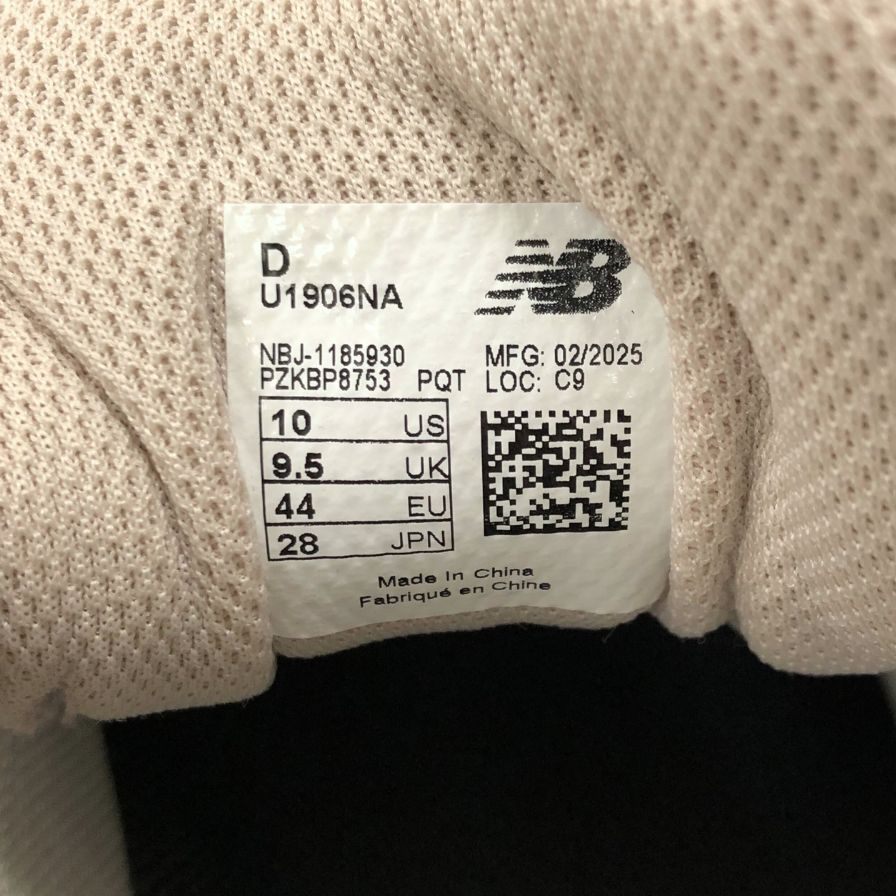 D
U1906NA
NB
NBJ-1185930 MFG: 02/2025
PZKBP8753 PQT LOC: C9
10 US
9.5 UK
44 EU
28 JPN
Made In China
Fabriqué en Chine